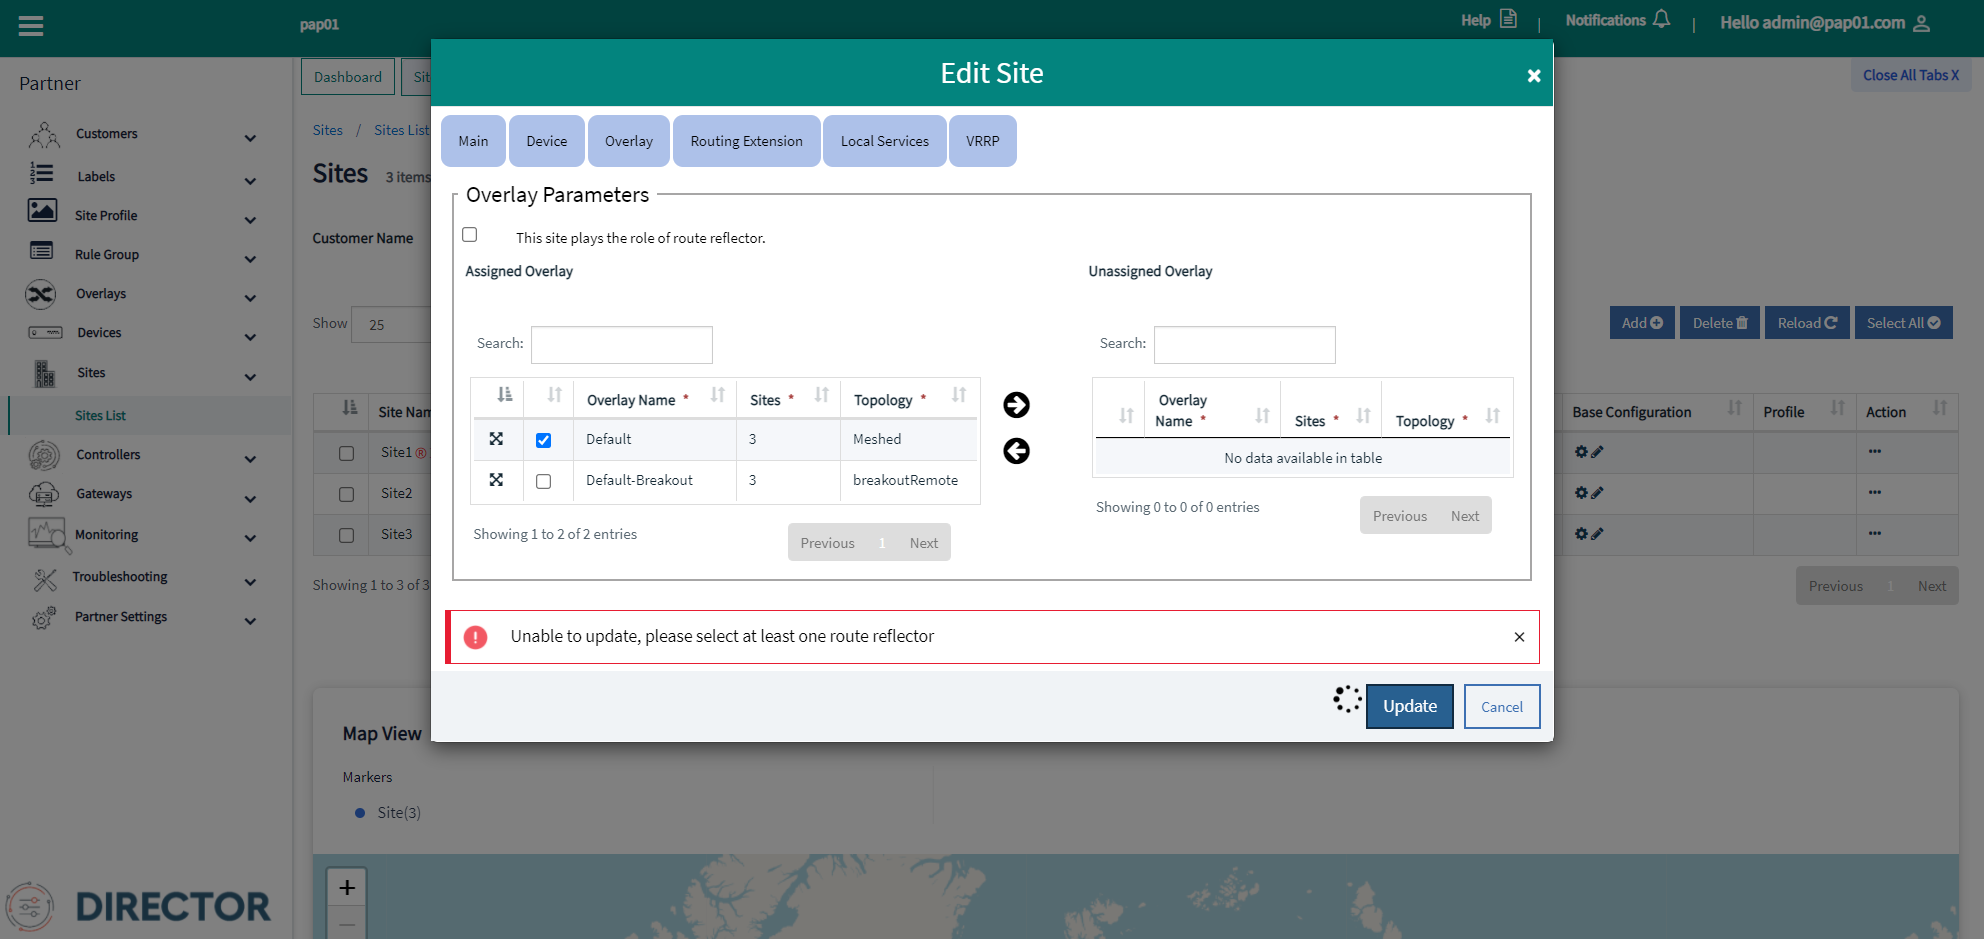 pap01
Help
Notifications
Hello admin@pap01.com
Partner
Customers
Labels
Site Profile
Rule Group
Overlays
Devices
Sites
Sites List
Controllers
Gateways
Monitoring
Troubleshooting
Partner Settings
DIRECTOR
Dashboard
Sit
Close All Tabs X
Sites / Sites List
Sites 3 items
Customer Name
Show 25
Add
Delete
Reload
Select All
Site Nam
Base Configuration
Profile
Action
Site1 ®
Site2
Site3
Showing 1 to 3 of 3
Previous 1 Next
Map View
Markers
Site(3)
+
−
Edit Site
Main
Device
Overlay
Routing Extension
Local Services
VRRP
Overlay Parameters
This site plays the role of route reflector.
Assigned Overlay
Search:
Overlay Name * Sites * Topology *
Default 3 Meshed
Default-Breakout 3 breakoutRemote
Showing 1 to 2 of 2 entries
Previous 1 Next
Unassigned Overlay
Search:
Overlay
Name * Sites * Topology *
No data available in table
Showing 0 to 0 of 0 entries
Previous Next
Unable to update, please select at least one route reflector
Update
Cancel